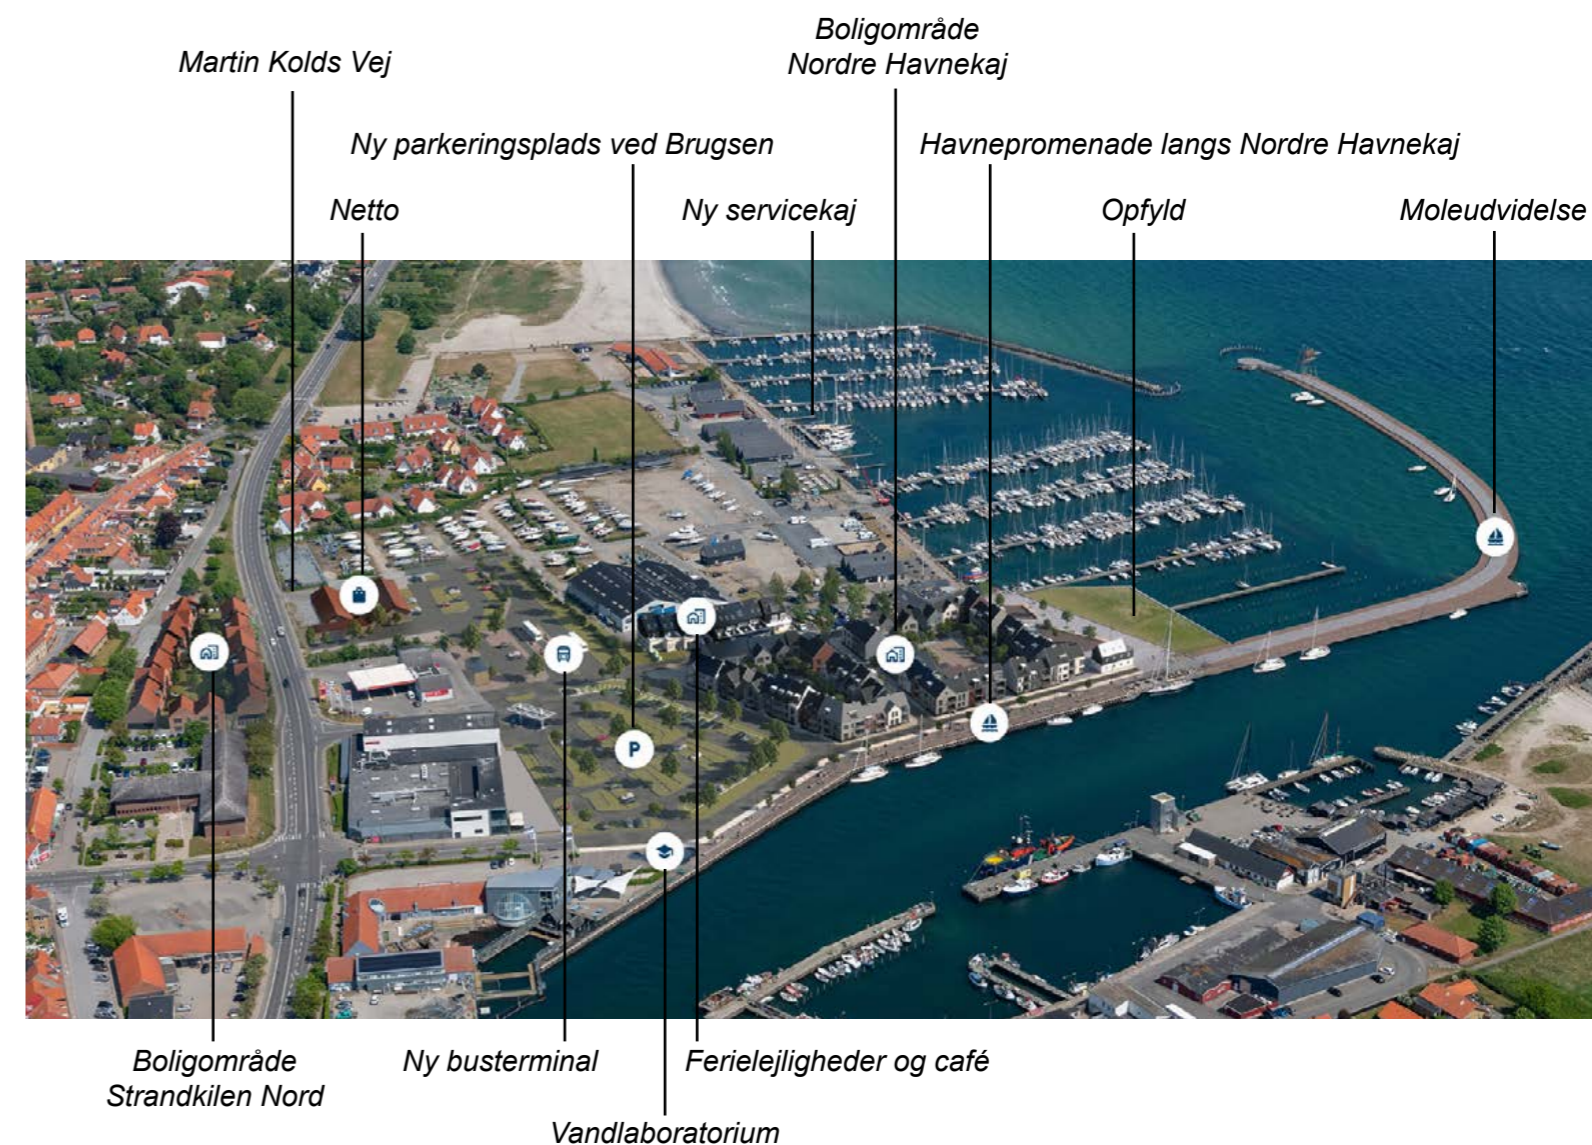 Boligområde
Nordre Havnekaj
Martin Kolds Vej
Ny parkeringsplads ved Brugsen
Havnepromenade langs Nordre Havnekaj
Netto
Ny servicekaj
Opfyld
Moleudvidelse
P
Boligområde
Strandkilen Nord
Ny busterminal
Ferielejligheder og café
Vandlaboratorium